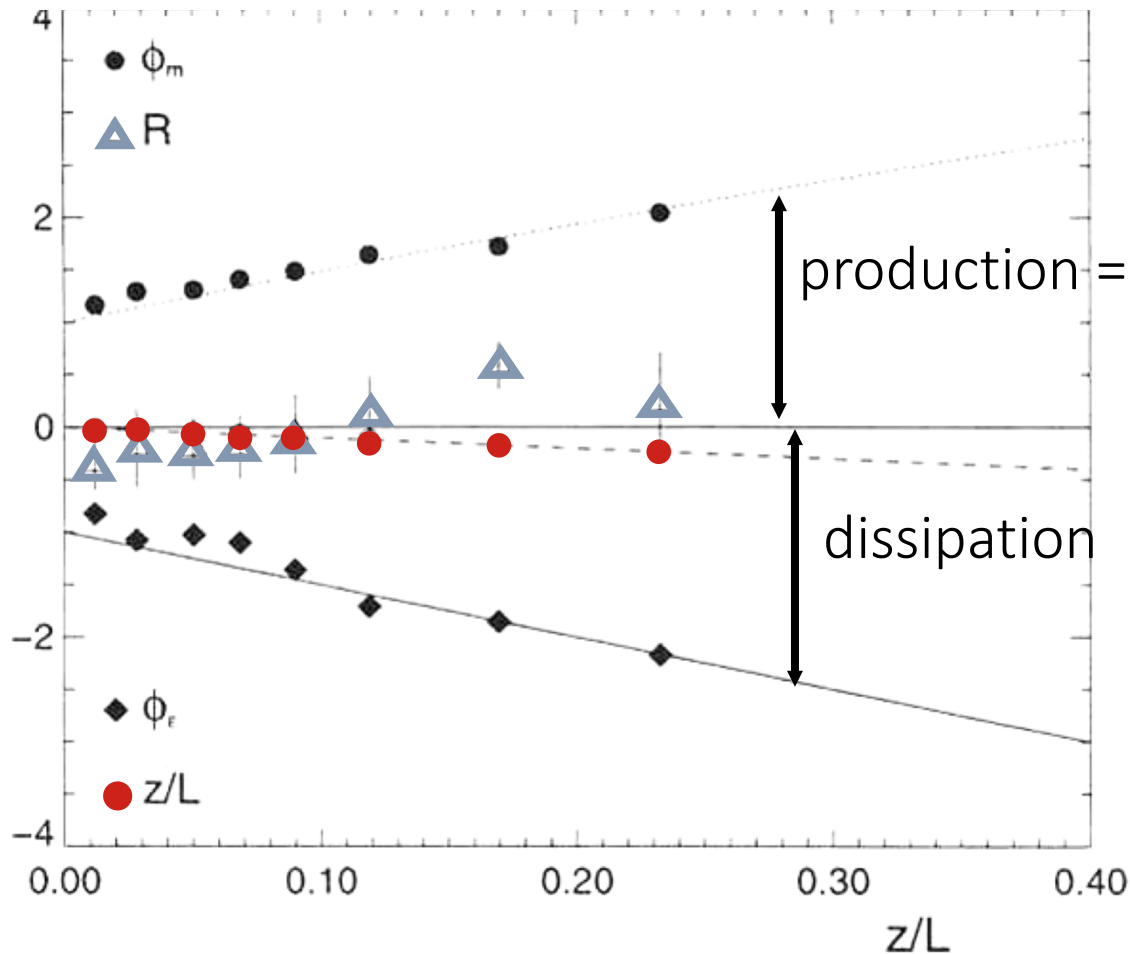 4
ϕm
R
2
production =
0
dissipation
−2
ϕε
z/L
−4
0.00 0.10 0.20 0.30 0.40
z/L